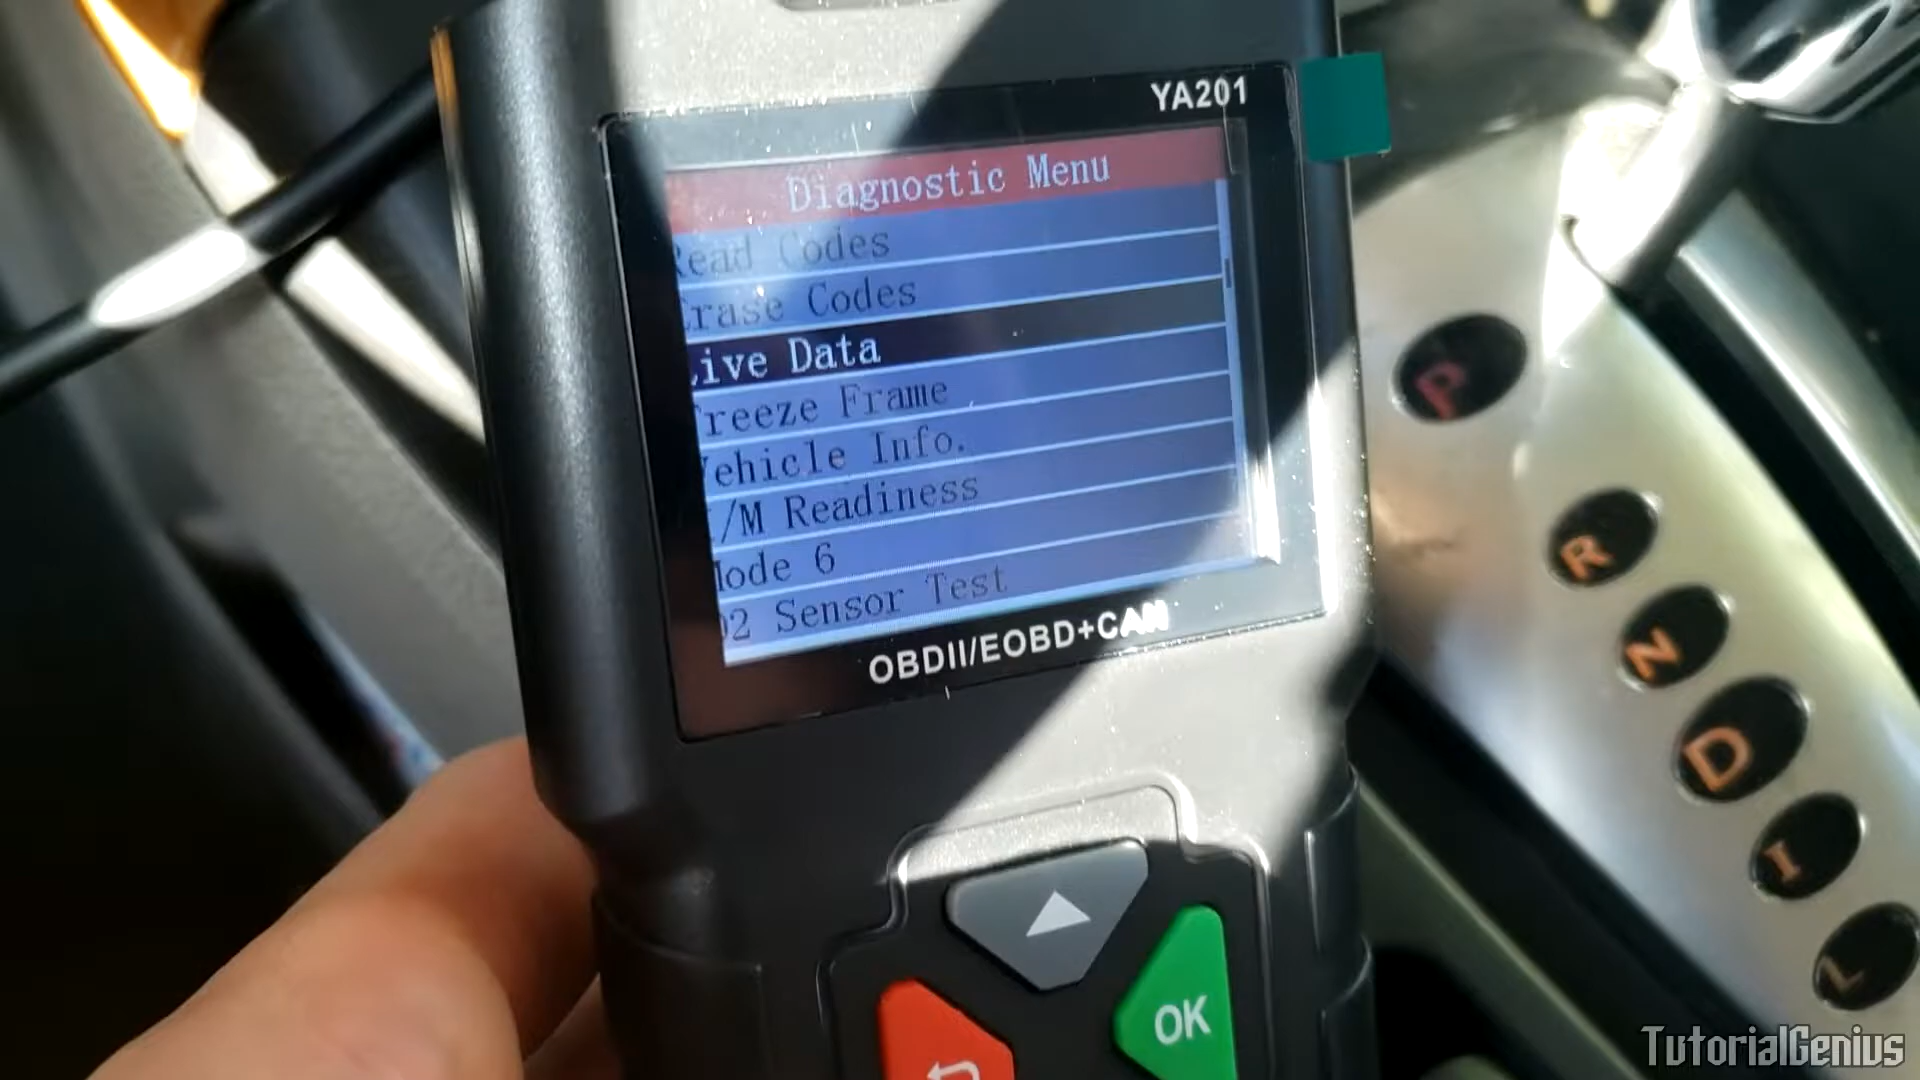 YA201
Diagnostic Menu
Read Codes
Erase Codes
Live Data
Freeze Frame
Vehicle Info.
I/M Readiness
Mode 6
O2 Sensor Test
OBDII/EOBD+CAN
OK
P
R
N
D
I
L
TutorialGenius